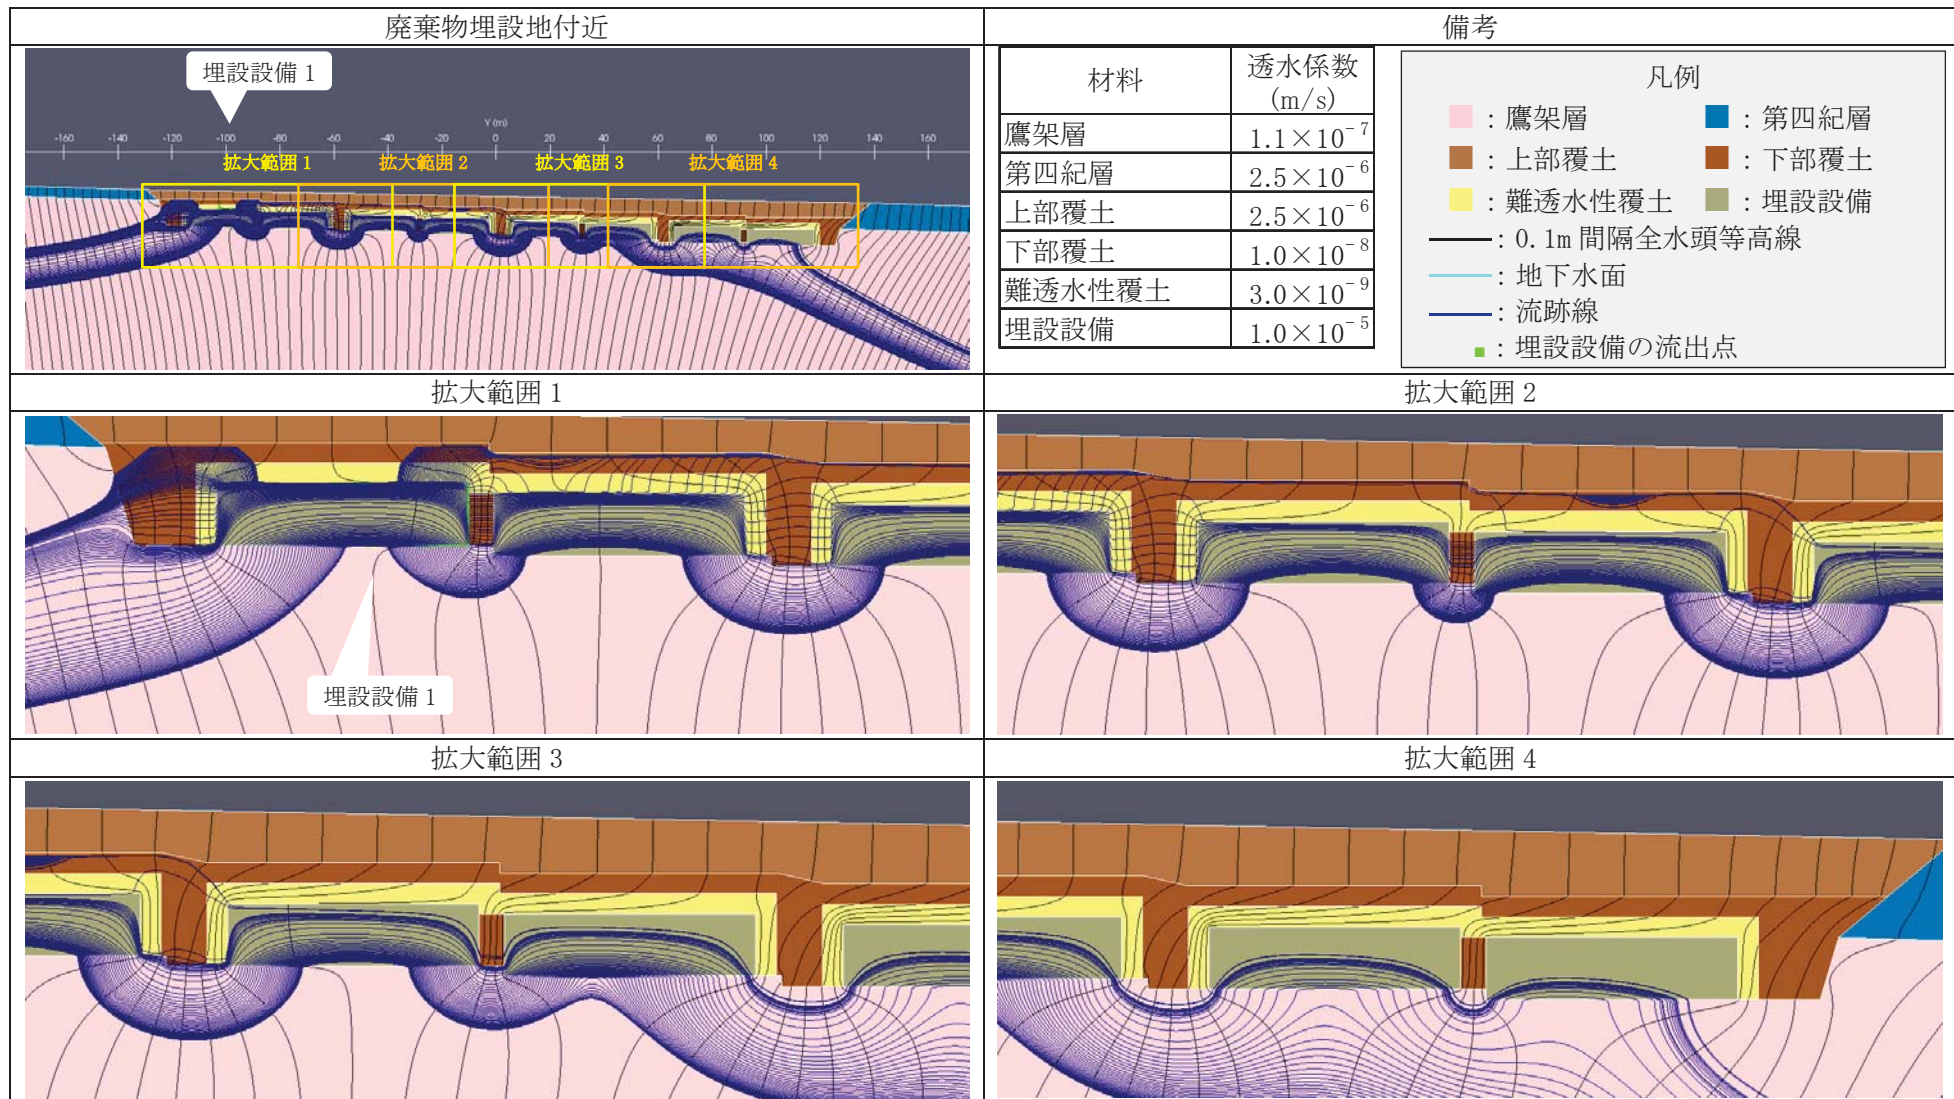 廃棄物埋設地付近
備考
埋設設備 1
Y (m)
-160 -140 -120 -100 -80 -60 -40 -20 0 20 40 60 80 100 120 140 160
拡大範囲 1 拡大範囲 2 拡大範囲 3 拡大範囲 4
材料 透水係数 (m/s)
鷹架層 1.1×10⁻⁷
第四紀層 2.5×10⁻⁶
上部覆土 2.5×10⁻⁶
下部覆土 1.0×10⁻⁸
難透水性覆土 3.0×10⁻⁹
埋設設備 1.0×10⁻⁵
凡例
：鷹架層 ：第四紀層
：上部覆土 ：下部覆土
：難透水性覆土 ：埋設設備
：0.1m 間隔全水頭等高線
：地下水面
：流跡線
：埋設設備の流出点
拡大範囲 1
拡大範囲 2
埋設設備 1
拡大範囲 3
拡大範囲 4